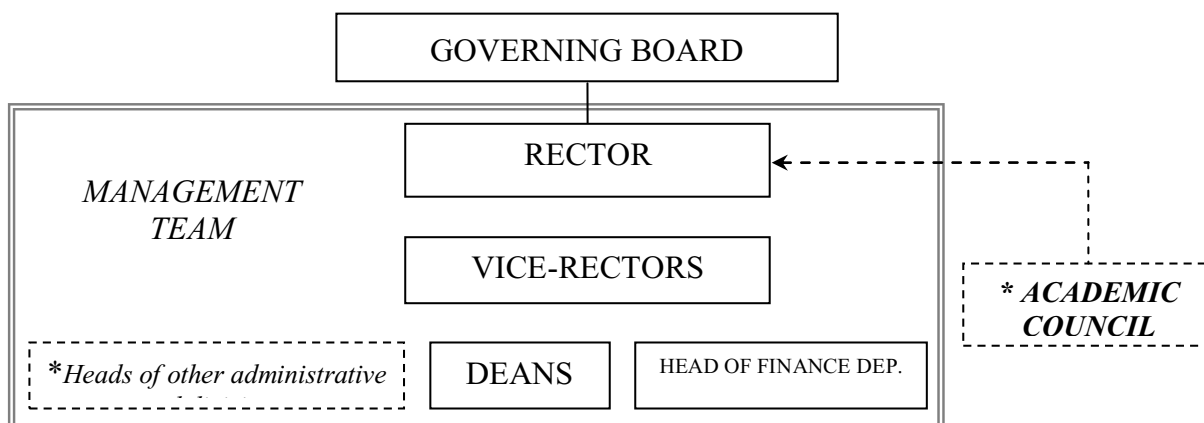 GOVERNING BOARD
RECTOR
MANAGEMENT
TEAM
VICE-RECTORS
* ACADEMIC
COUNCIL
*Heads of other administrative
DEANS
HEAD OF FINANCE DEP.